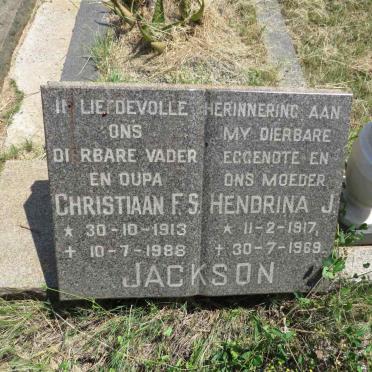 IN LIEFDEVOLLE HERINNERING AAN
ONS
DIERBARE VADER
EN OUPA
CHRISTIAAN F.S.
* 30-10-1913
+ 10-7-1988
MY DIERBARE
EGGENOTE EN
ONS MOEDER
HENDRINA J.
* 11-2-1917,
+ 30-7-1969.
JACKSON